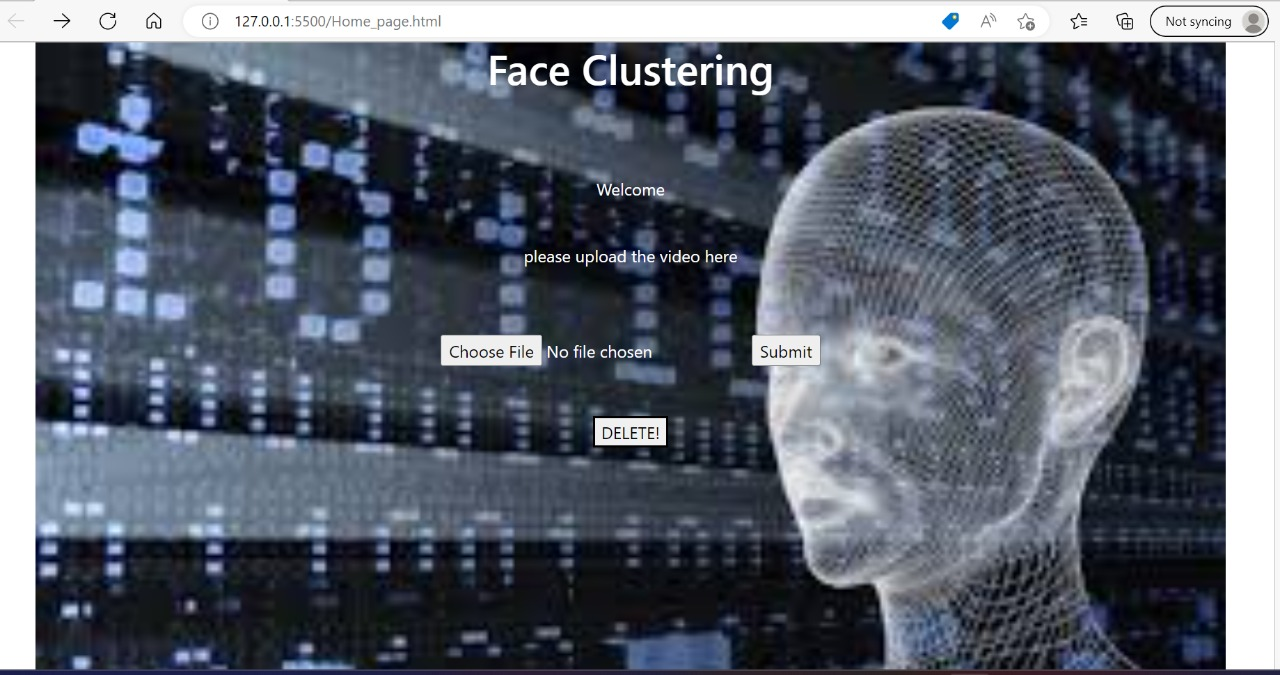 127.0.0.1:5500/Home_page.html
Not syncing
Face Clustering
Welcome
please upload the video here
Choose File No file chosen Submit
DELETE!